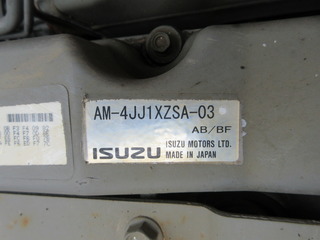 AM-4JJ1XZSA-03
AB/BF
ISUZU ISUZU MOTORS LTD.
MADE IN JAPAN